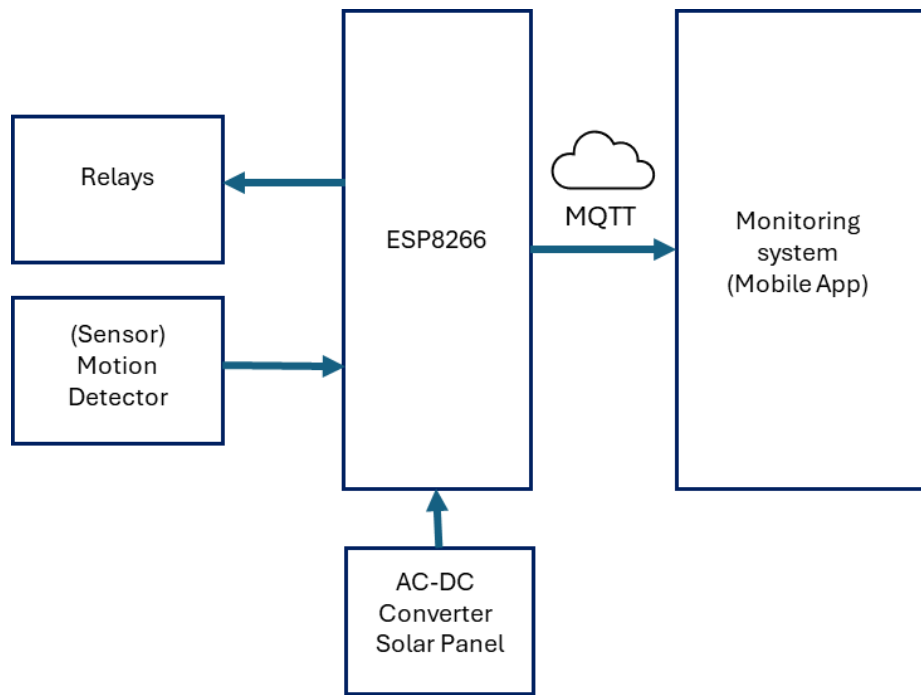 Relays
(Sensor)
Motion
Detector
ESP8266
MQTT
Monitoring
system
(Mobile App)
AC-DC
Converter
Solar Panel